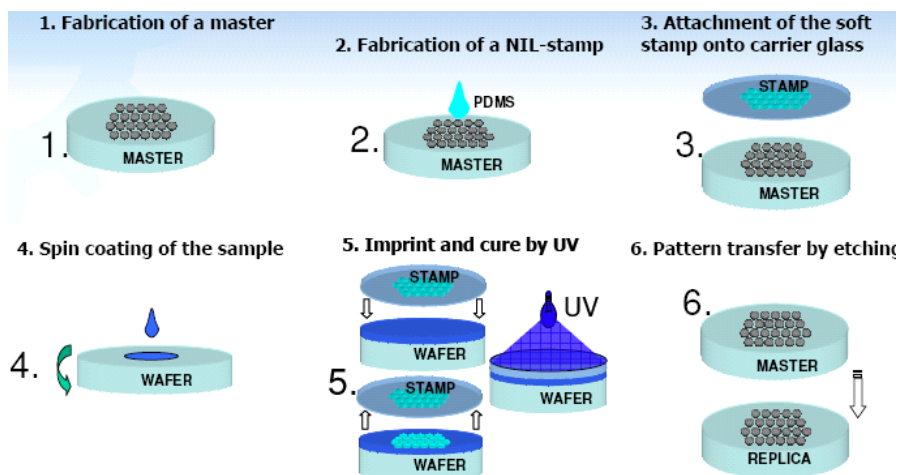 1. Fabrication of a master
2. Fabrication of a NIL-stamp
3. Attachment of the soft
stamp onto carrier glass
1.
MASTER
PDMS
2.
MASTER
STAMP
3.
MASTER
4. Spin coating of the sample
5. Imprint and cure by UV
6. Pattern transfer by etching
4.
WAFER
STAMP
WAFER
UV
WAFER
5.
STAMP
WAFER
6.
MASTER
=
REPLICA